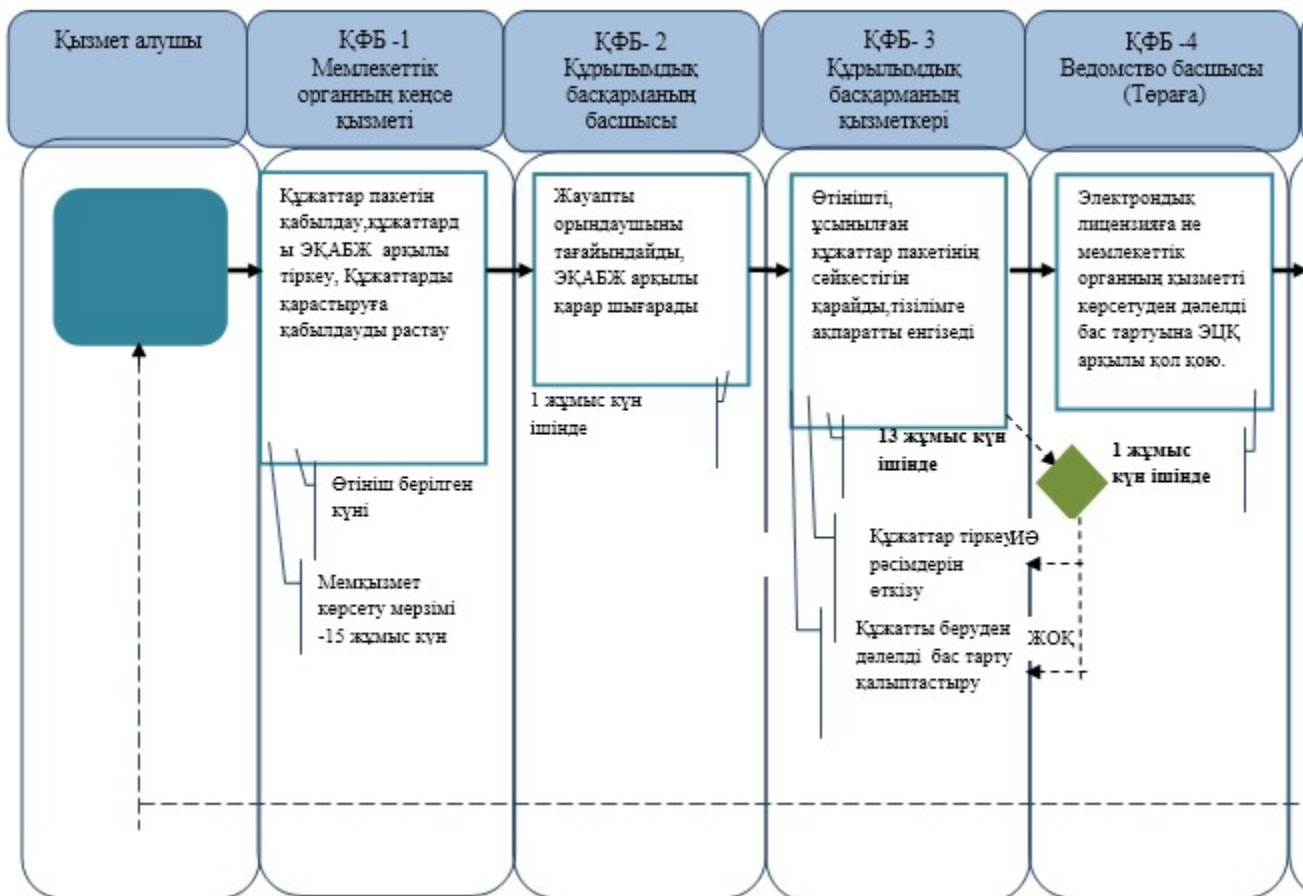 Қызмет алушы
ҚФБ -1
Мемлекеттік
органның кеңсе
қызметі
ҚФБ- 2
Құрылымдық
басқарманың
басшысы
ҚФБ- 3
Құрылымдық
басқарманың
қызметкері
ҚФБ -4
Ведомство басшысы
(Төраға)
Құжаттар пакетін
қабылдау,құжаттард
ы ЭҚАБЖ арқылы
тіркеу, Құжаттарды
қарастыруға
қабылдауды растау
Жауапты
орындаушыны
тағайындайды,
ЭҚАБЖ арқылы
қарар шығарады
Өтінішті,
ұсынылған
құжаттар пакетінің
сәйкестігін
қарайды,тізілімге
ақпаратты енгізеді
Электрондық
лицензияға не
мемлекеттік
органның қызметті
көрсетуден дәлелді
бас тартуына ЭЦҚ
арқылы қол қою.
Өтініш берілген
күні
Мемқызмет
көрсету мерзімі
-15 жұмыс күн
1 жұмыс күн
ішінде
13 жұмыс күн
ішінде
Құжаттар тіркеу
рәсімдерін
өткізу
Құжатты беруден
дәлелді бас тарту
қалыптастыру
1 жұмыс
күн ішінде
ИӘ
ЖОҚ